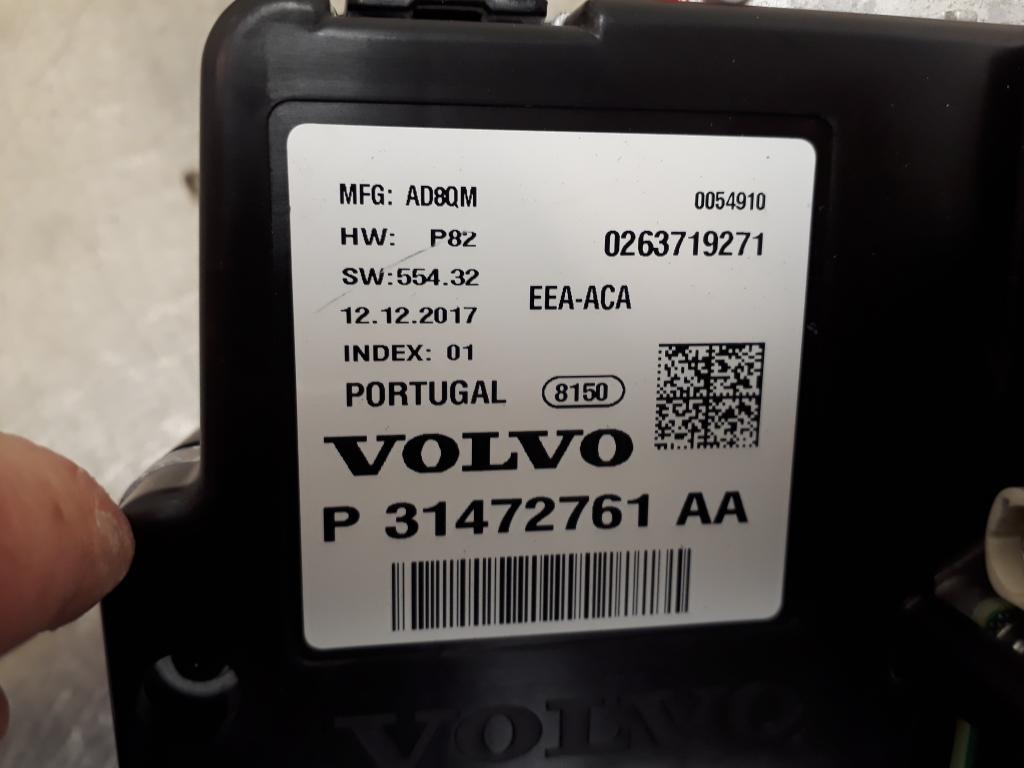 MFG: AD8QM
0054910
HW: P82
0263719271
SW:554.32
EEA-ACA
12.12.2017
INDEX: 01
PORTUGAL
8150
VOLVO
P 31472761 AA
VOLVO